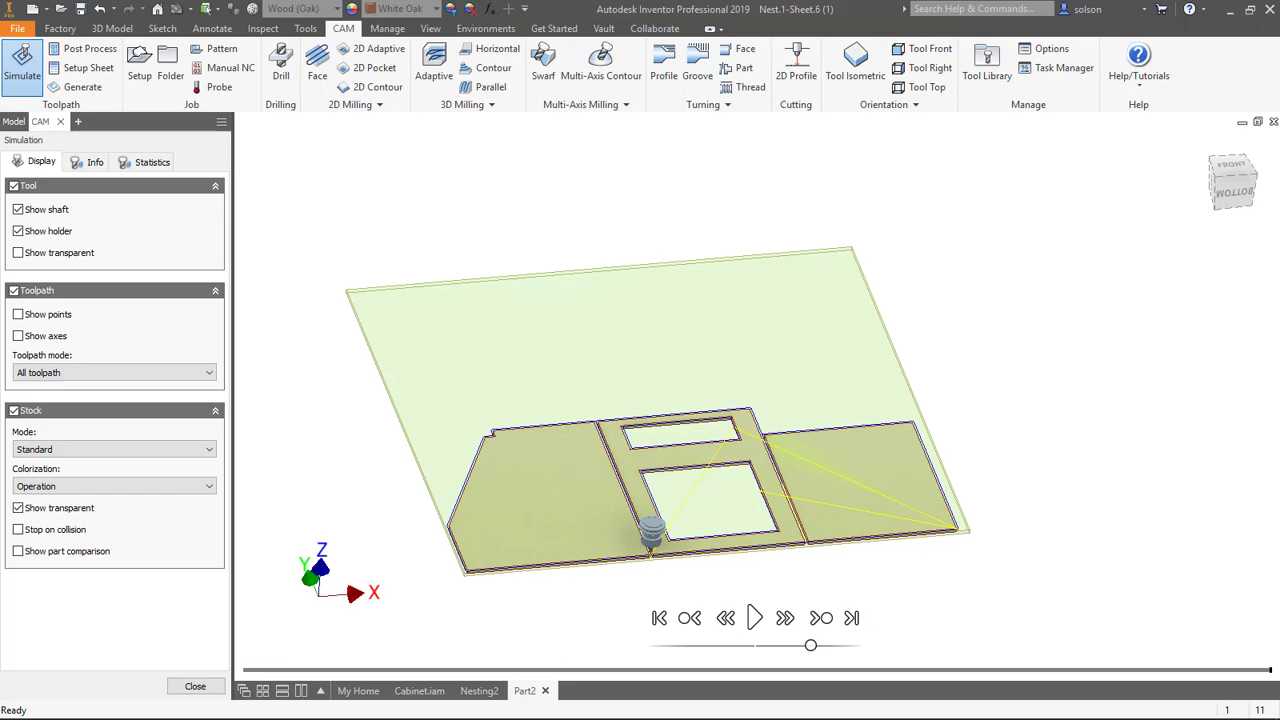 Wood (Oak)
White Oak
Autodesk Inventor Professional 2019
Nest.1-Sheet.6 (1)
Search Help & Commands...
solson
File
Factory
3D Model
Sketch
Annotate
Inspect
Tools
CAM
Manage
View
Environments
Get Started
Vault
Collaborate
Simulate
Post Process
Setup Sheet
Generate
Toolpath
Setup
Folder
Pattern
Manual NC
Probe
Job
Drill
Drilling
Face
2D Adaptive
2D Pocket
2D Contour
2D Milling
Adaptive
Horizontal
Contour
Parallel
3D Milling
Swarf
Multi-Axis Contour
Multi-Axis Milling
Profile
Groove
Face
Part
Thread
Turning
2D Profile
Cutting
Tool Isometric
Tool Front
Tool Right
Tool Top
Orientation
Tool Library
Options
Task Manager
Manage
Help/Tutorials
Help
Model
CAM
Simulation
Display
Info
Statistics
Tool
Show shaft
Show holder
Show transparent
Toolpath
Show points
Show axes
Toolpath mode:
All toolpath
Stock
Mode:
Standard
Colorization:
Operation
Show transparent
Stop on collision
Show part comparison
Close
FRONT
BOTTOM
Z
Y
X
My Home
Cabinet.iam
Nesting2
Part2
Ready
1
11